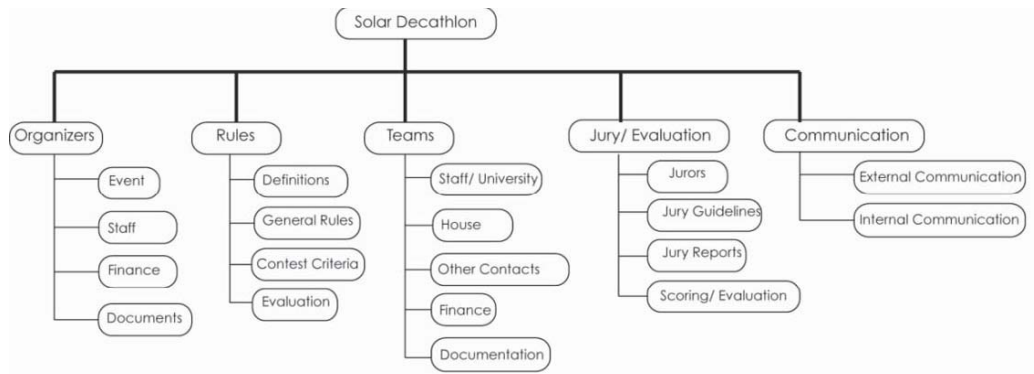 Solar Decathlon
Organizers
Rules
Teams
Jury/ Evaluation
Communication
Event
Staff
Finance
Documents
Definitions
General Rules
Contest Criteria
Evaluation
Staff/ University
House
Other Contacts
Finance
Documentation
Jurors
Jury Guidelines
Jury Reports
Scoring/ Evaluation
External Communication
Internal Communication